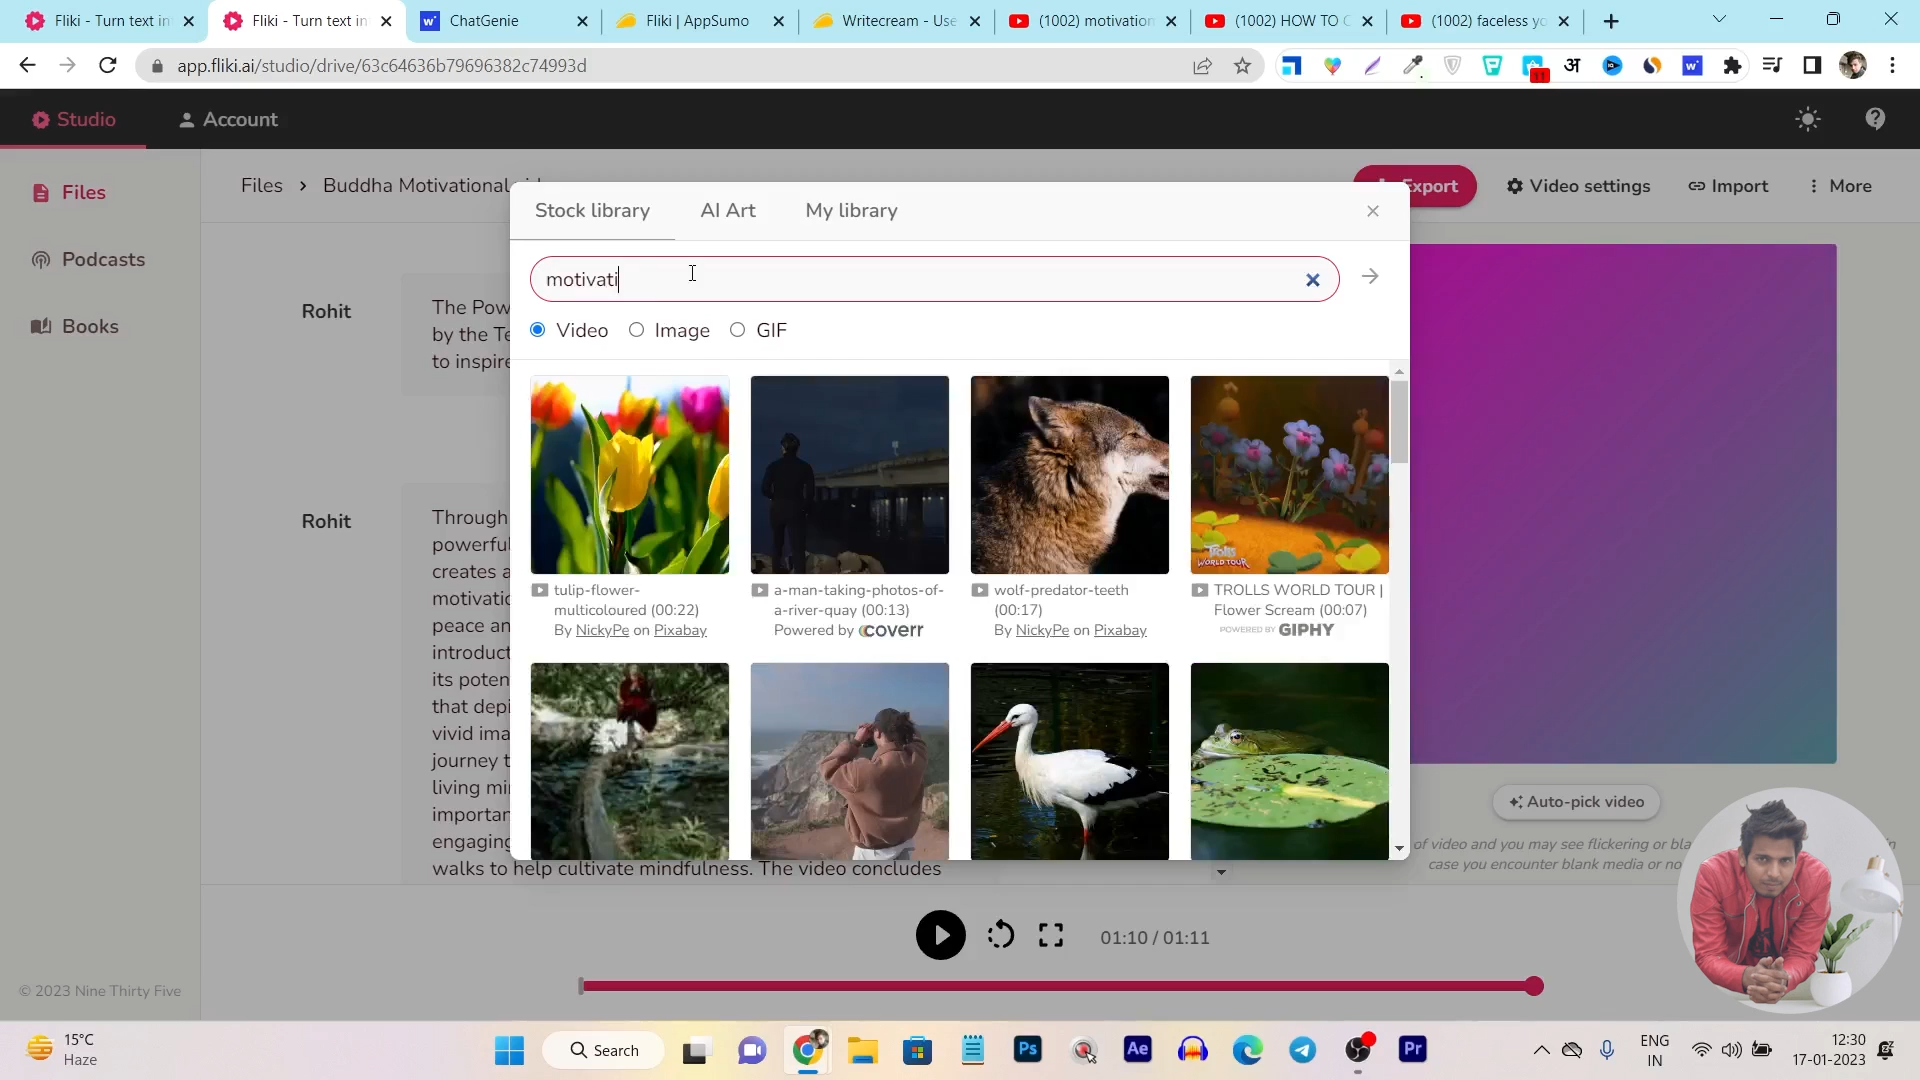 Fliki - Turn text in
Fliki - Turn text in
ChatGenie
Fliki | AppSumo
Writecream - Use
(1002) motivation
(1002) HOW TO C
(1002) faceless yo
app.fliki.ai/studio/drive/63c64636b79696382c74993d
11
अ
Studio
Account
Files
Podcasts
Books
© 2023 Nine Thirty Five
Files > Buddha Motivational
Export
Video settings
Import
More
Rohit
The Pow
by the Te
to inspire
Rohit
Through
powerful
creates a
motivatio
peace an
introduct
its poten
that depi
vivid ima
journey t
living mi
importan
engaging
walks to help cultivate mindfulness. The video concludes
Stock library
AI Art
My library
motivati
Video
Image
GIF
tulip-flower-
multicoloured (00:22)
By NickyPe on Pixabay
a-man-taking-photos-of-
a-river-quay (00:13)
Powered by coverr
wolf-predator-teeth
(00:17)
By NickyPe on Pixabay
Trolls
WORLD TOUR
TROLLS WORLD TOUR |
Flower Scream (00:07)
POWERED BY GIPHY
Auto-pick video
of video and you may see flickering or bla
in
case you encounter blank media or no
01:10 / 01:11
15°C
Haze
Search
Ps
Ae
Pr
ENG
IN
12:30
17-01-2023